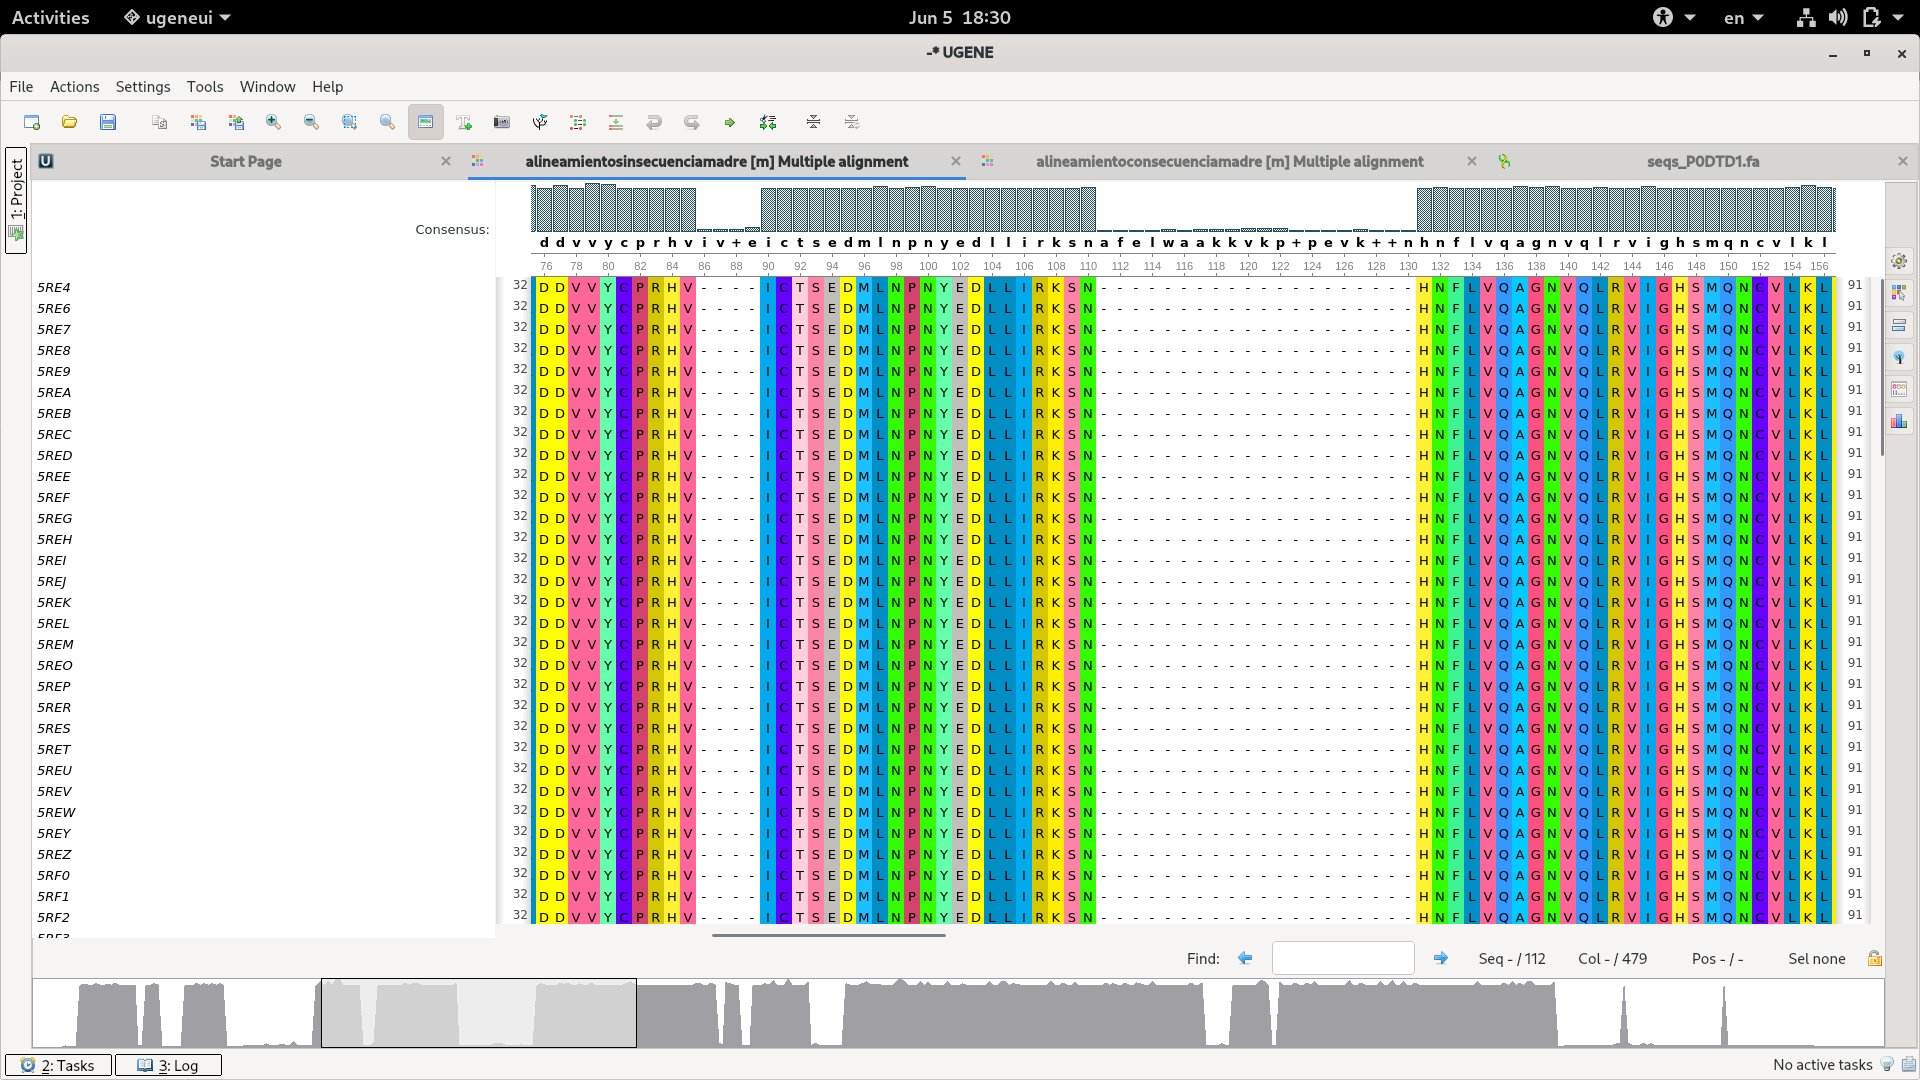 Activities ugeneui Jun 5 18:30 en
-* UGENE
File Actions Settings Tools Window Help
1: Project
Start Page alineamientosinsecuenciamadre [m] Multiple alignment alineamientoconsecuenciamadre [m] Multiple alignment seqs_P0DTD1.fa
Consensus: d d v v y c p r h v i v + e i c t s e d m l n p n y e d l l i r k s n a f e l w a a k k v k p + p e v k + + n h n f l v q a g n v q l r v i g h s m q n c v l k l
76 78 80 82 84 86 88 90 92 94 96 98 100 102 104 106 108 110 112 114 116 118 120 122 124 126 128 130 132 134 136 138 140 142 144 146 148 150 152 154 156
5RE4 32 D D V V Y C P R H V - - - - I C T S E D M L N P N Y E D L L I R K S N - - - - - - - - - - - - - - - - - - - - H N F L V Q A G N V Q L R V I G H S M Q N C V L K L 91
5RE6 32 D D V V Y C P R H V - - - - I C T S E D M L N P N Y E D L L I R K S N - - - - - - - - - - - - - - - - - - - - H N F L V Q A G N V Q L R V I G H S M Q N C V L K L 91
5RE7 32 D D V V Y C P R H V - - - - I C T S E D M L N P N Y E D L L I R K S N - - - - - - - - - - - - - - - - - - - - H N F L V Q A G N V Q L R V I G H S M Q N C V L K L 91
5RE8 32 D D V V Y C P R H V - - - - I C T S E D M L N P N Y E D L L I R K S N - - - - - - - - - - - - - - - - - - - - H N F L V Q A G N V Q L R V I G H S M Q N C V L K L 91
5RE9 32 D D V V Y C P R H V - - - - I C T S E D M L N P N Y E D L L I R K S N - - - - - - - - - - - - - - - - - - - - H N F L V Q A G N V Q L R V I G H S M Q N C V L K L 91
5REA 32 D D V V Y C P R H V - - - - I C T S E D M L N P N Y E D L L I R K S N - - - - - - - - - - - - - - - - - - - - H N F L V Q A G N V Q L R V I G H S M Q N C V L K L 91
5REB 32 D D V V Y C P R H V - - - - I C T S E D M L N P N Y E D L L I R K S N - - - - - - - - - - - - - - - - - - - - H N F L V Q A G N V Q L R V I G H S M Q N C V L K L 91
5REC 32 D D V V Y C P R H V - - - - I C T S E D M L N P N Y E D L L I R K S N - - - - - - - - - - - - - - - - - - - - H N F L V Q A G N V Q L R V I G H S M Q N C V L K L 91
5RED 32 D D V V Y C P R H V - - - - I C T S E D M L N P N Y E D L L I R K S N - - - - - - - - - - - - - - - - - - - - H N F L V Q A G N V Q L R V I G H S M Q N C V L K L 91
5REE 32 D D V V Y C P R H V - - - - I C T S E D M L N P N Y E D L L I R K S N - - - - - - - - - - - - - - - - - - - - H N F L V Q A G N V Q L R V I G H S M Q N C V L K L 91
5REF 32 D D V V Y C P R H V - - - - I C T S E D M L N P N Y E D L L I R K S N - - - - - - - - - - - - - - - - - - - - H N F L V Q A G N V Q L R V I G H S M Q N C V L K L 91
5REG 32 D D V V Y C P R H V - - - - I C T S E D M L N P N Y E D L L I R K S N - - - - - - - - - - - - - - - - - - - - H N F L V Q A G N V Q L R V I G H S M Q N C V L K L 91
5REH 32 D D V V Y C P R H V - - - - I C T S E D M L N P N Y E D L L I R K S N - - - - - - - - - - - - - - - - - - - - H N F L V Q A G N V Q L R V I G H S M Q N C V L K L 91
5REI 32 D D V V Y C P R H V - - - - I C T S E D M L N P N Y E D L L I R K S N - - - - - - - - - - - - - - - - - - - - H N F L V Q A G N V Q L R V I G H S M Q N C V L K L 91
5REJ 32 D D V V Y C P R H V - - - - I C T S E D M L N P N Y E D L L I R K S N - - - - - - - - - - - - - - - - - - - - H N F L V Q A G N V Q L R V I G H S M Q N C V L K L 91
5REK 32 D D V V Y C P R H V - - - - I C T S E D M L N P N Y E D L L I R K S N - - - - - - - - - - - - - - - - - - - - H N F L V Q A G N V Q L R V I G H S M Q N C V L K L 91
5REL 32 D D V V Y C P R H V - - - - I C T S E D M L N P N Y E D L L I R K S N - - - - - - - - - - - - - - - - - - - - H N F L V Q A G N V Q L R V I G H S M Q N C V L K L 91
5REM 32 D D V V Y C P R H V - - - - I C T S E D M L N P N Y E D L L I R K S N - - - - - - - - - - - - - - - - - - - - H N F L V Q A G N V Q L R V I G H S M Q N C V L K L 91
5REO 32 D D V V Y C P R H V - - - - I C T S E D M L N P N Y E D L L I R K S N - - - - - - - - - - - - - - - - - - - - H N F L V Q A G N V Q L R V I G H S M Q N C V L K L 91
5REP 32 D D V V Y C P R H V - - - - I C T S E D M L N P N Y E D L L I R K S N - - - - - - - - - - - - - - - - - - - - H N F L V Q A G N V Q L R V I G H S M Q N C V L K L 91
5RER 32 D D V V Y C P R H V - - - - I C T S E D M L N P N Y E D L L I R K S N - - - - - - - - - - - - - - - - - - - - H N F L V Q A G N V Q L R V I G H S M Q N C V L K L 91
5RES 32 D D V V Y C P R H V - - - - I C T S E D M L N P N Y E D L L I R K S N - - - - - - - - - - - - - - - - - - - - H N F L V Q A G N V Q L R V I G H S M Q N C V L K L 91
5RET 32 D D V V Y C P R H V - - - - I C T S E D M L N P N Y E D L L I R K S N - - - - - - - - - - - - - - - - - - - - H N F L V Q A G N V Q L R V I G H S M Q N C V L K L 91
5REU 32 D D V V Y C P R H V - - - - I C T S E D M L N P N Y E D L L I R K S N - - - - - - - - - - - - - - - - - - - - H N F L V Q A G N V Q L R V I G H S M Q N C V L K L 91
5REV 32 D D V V Y C P R H V - - - - I C T S E D M L N P N Y E D L L I R K S N - - - - - - - - - - - - - - - - - - - - H N F L V Q A G N V Q L R V I G H S M Q N C V L K L 91
5REW 32 D D V V Y C P R H V - - - - I C T S E D M L N P N Y E D L L I R K S N - - - - - - - - - - - - - - - - - - - - H N F L V Q A G N V Q L R V I G H S M Q N C V L K L 91
5REY 32 D D V V Y C P R H V - - - - I C T S E D M L N P N Y E D L L I R K S N - - - - - - - - - - - - - - - - - - - - H N F L V Q A G N V Q L R V I G H S M Q N C V L K L 91
5REZ 32 D D V V Y C P R H V - - - - I C T S E D M L N P N Y E D L L I R K S N - - - - - - - - - - - - - - - - - - - - H N F L V Q A G N V Q L R V I G H S M Q N C V L K L 91
5RF0 32 D D V V Y C P R H V - - - - I C T S E D M L N P N Y E D L L I R K S N - - - - - - - - - - - - - - - - - - - - H N F L V Q A G N V Q L R V I G H S M Q N C V L K L 91
5RF1 32 D D V V Y C P R H V - - - - I C T S E D M L N P N Y E D L L I R K S N - - - - - - - - - - - - - - - - - - - - H N F L V Q A G N V Q L R V I G H S M Q N C V L K L 91
5RF2 32 D D V V Y C P R H V - - - - I C T S E D M L N P N Y E D L L I R K S N - - - - - - - - - - - - - - - - - - - - H N F L V Q A G N V Q L R V I G H S M Q N C V L K L 91
Find: Seq - / 112 Col - / 479 Pos - / - Sel none
2: Tasks 3: Log No active tasks